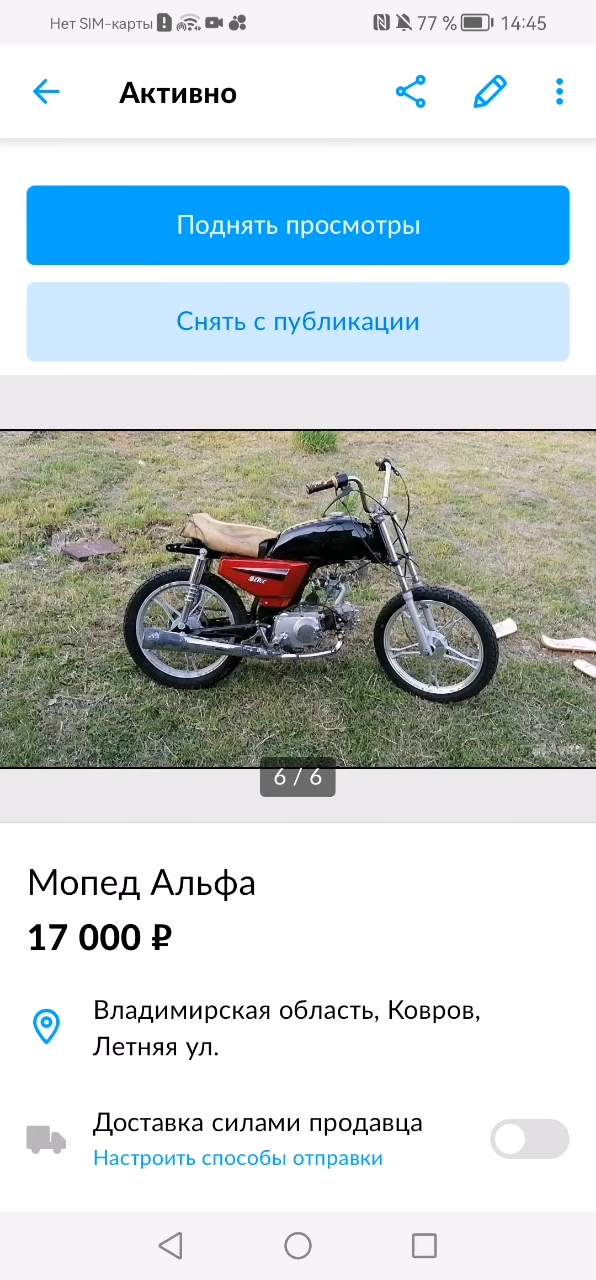 Нет SIM-карты
77 %
14:45
Активно
Поднять просмотры
Снять с публикации
6 / 6
Мопед Альфа
17 000 ₽
Владимирская область, Ковров,
Летняя ул.
Доставка силами продавца
Настроить способы отправки